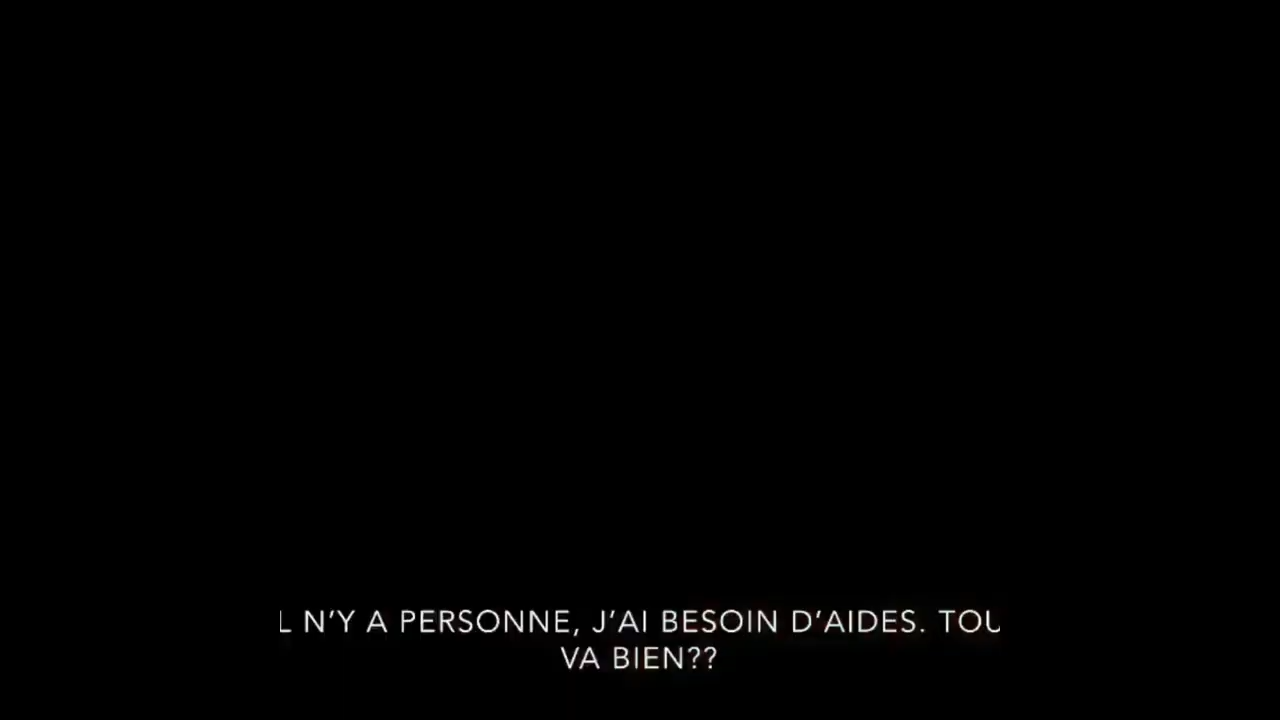 L N’Y A PERSONNE, J’AI BESOIN D’AIDES. TOU
VA BIEN??